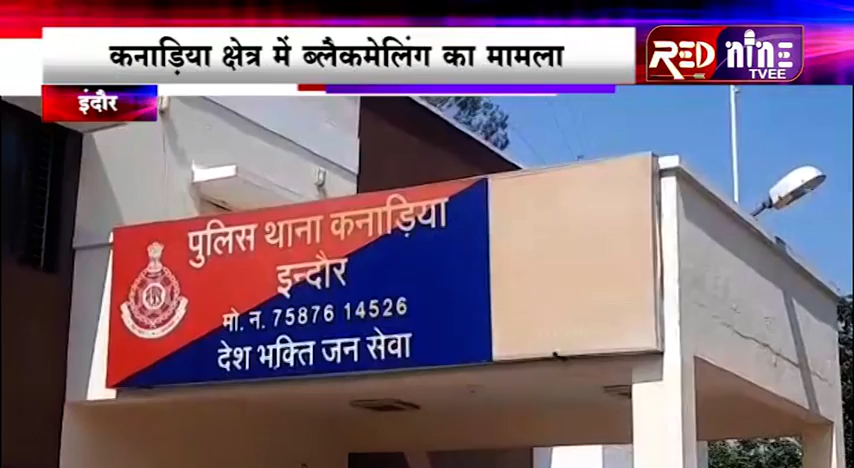 कनाड़िया क्षेत्र में ब्लैकमेलिंग का मामला
RED NINE
TVEE
इंदौर
पुलिस थाना कनाड़िया
इन्दौर
मो. न. 75876 14526
देश भक्ति जन सेवा